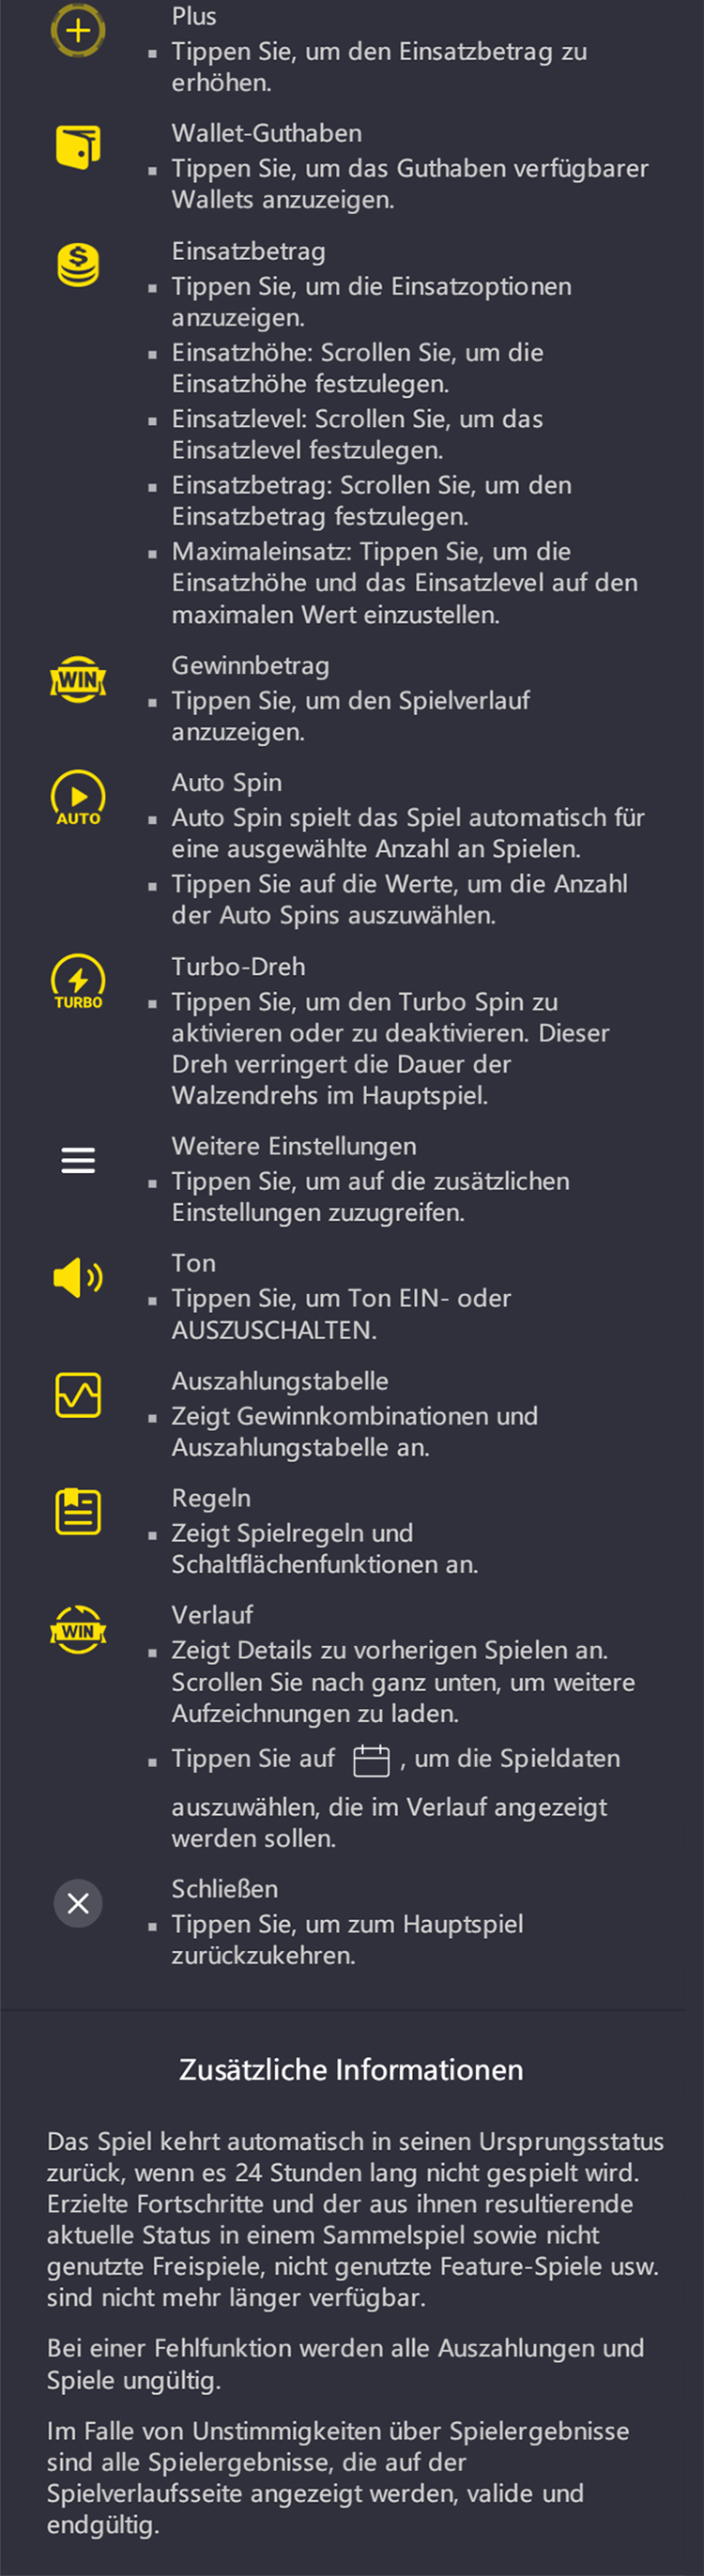 Plus
▪ Tippen Sie, um den Einsatzbetrag zu
erhöhen.
Wallet-Guthaben
▪ Tippen Sie, um das Guthaben verfügbarer
Wallets anzuzeigen.
$
Einsatzbetrag
▪ Tippen Sie, um die Einsatzoptionen
anzuzeigen.
▪ Einsatzhöhe: Scrollen Sie, um die
Einsatzhöhe festzulegen.
▪ Einsatzlevel: Scrollen Sie, um das
Einsatzlevel festzulegen.
▪ Einsatzbetrag: Scrollen Sie, um den
Einsatzbetrag festzulegen.
▪ Maximaleinsatz: Tippen Sie, um die
Einsatzhöhe und das Einsatzlevel auf den
maximalen Wert einzustellen.
WIN
Gewinnbetrag
▪ Tippen Sie, um den Spielverlauf
anzuzeigen.
AUTO
Auto Spin
▪ Auto Spin spielt das Spiel automatisch für
eine ausgewählte Anzahl an Spielen.
▪ Tippen Sie auf die Werte, um die Anzahl
der Auto Spins auszuwählen.
TURBO
Turbo-Dreh
▪ Tippen Sie, um den Turbo Spin zu
aktivieren oder zu deaktivieren. Dieser
Dreh verringert die Dauer der
Walzendrehs im Hauptspiel.
Weitere Einstellungen
▪ Tippen Sie, um auf die zusätzlichen
Einstellungen zuzugreifen.
Ton
▪ Tippen Sie, um Ton EIN- oder
AUSZUSCHALTEN.
Auszahlungstabelle
▪ Zeigt Gewinnkombinationen und
Auszahlungstabelle an.
Regeln
▪ Zeigt Spielregeln und
Schaltflächenfunktionen an.
WIN
Verlauf
▪ Zeigt Details zu vorherigen Spielen an.
Scrollen Sie nach ganz unten, um weitere
Aufzeichnungen zu laden.
▪ Tippen Sie auf , um die Spieldaten
auszuwählen, die im Verlauf angezeigt
werden sollen.
Schließen
▪ Tippen Sie, um zum Hauptspiel
zurückzukehren.
Zusätzliche Informationen
Das Spiel kehrt automatisch in seinen Ursprungsstatus
zurück, wenn es 24 Stunden lang nicht gespielt wird.
Erzielte Fortschritte und der aus ihnen resultierende
aktuelle Status in einem Sammelspiel sowie nicht
genutzte Freispiele, nicht genutzte Feature-Spiele usw.
sind nicht mehr länger verfügbar.
Bei einer Fehlfunktion werden alle Auszahlungen und
Spiele ungültig.
Im Falle von Unstimmigkeiten über Spielergebnisse
sind alle Spielergebnisse, die auf der
Spielverlaufsseite angezeigt werden, valide und
endgültig.